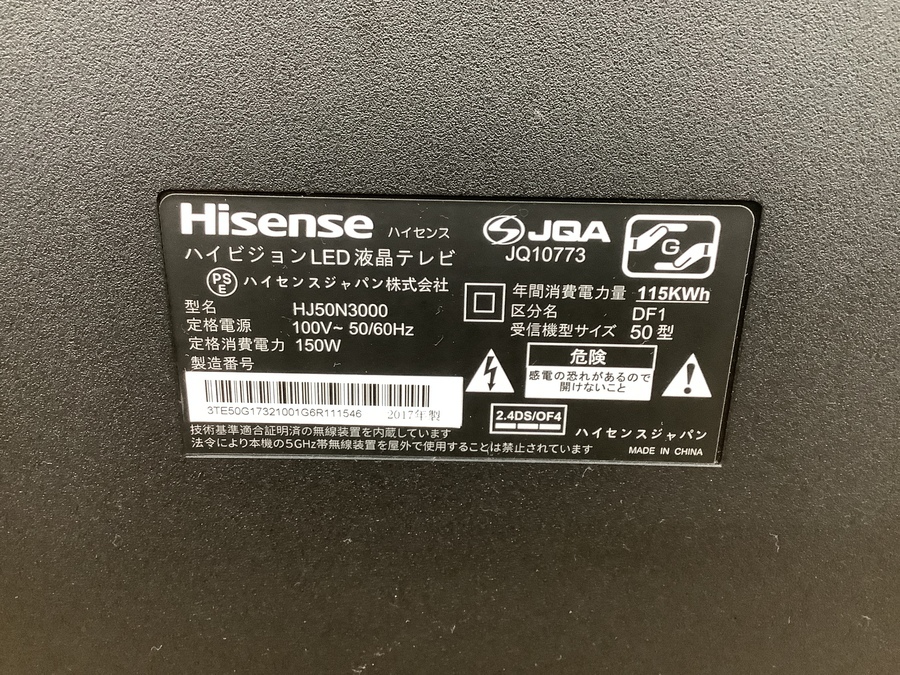 Hisense ハイセンス
ハイビジョンLED液晶テレビ
PS
E
ハイセンスジャパン株式会社
型名 HJ50N3000
定格電源 100V~ 50/60Hz
定格消費電力 150W
製造番号
3TE50G17321001G6R111546 2017年製
技術基準適合証明済の無線装置を内蔵しています
法令により本機の5GHz帯無線装置を屋外で使用することは禁示されています
JQA
JQ10773
G
年間消費電力量 115KWh
区分名 DF1
受信機型サイズ 50型
危険
感電の恐れがあるので
開けないこと
2.4DS/OF4
ハイセンスジャパン
MADE IN CHINA